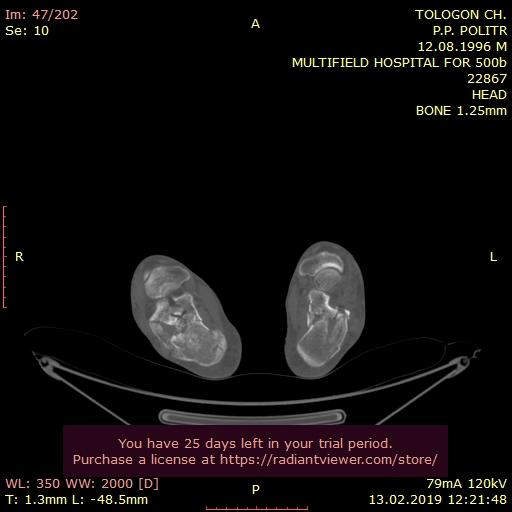 Im: 47/202
Se: 10
A
TOLOGON CH.
P.P. POLITR
12.08.1996 M
MULTIFIELD HOSPITAL FOR 500b
22867
HEAD
BONE 1.25mm
R
L
You have 25 days left in your trial period.
Purchase a license at https://radiantviewer.com/store/
WL: 350 WW: 2000 [D]
T: 1.3mm L: -48.5mm
P
79mA 120kV
13.02.2019 12:21:48